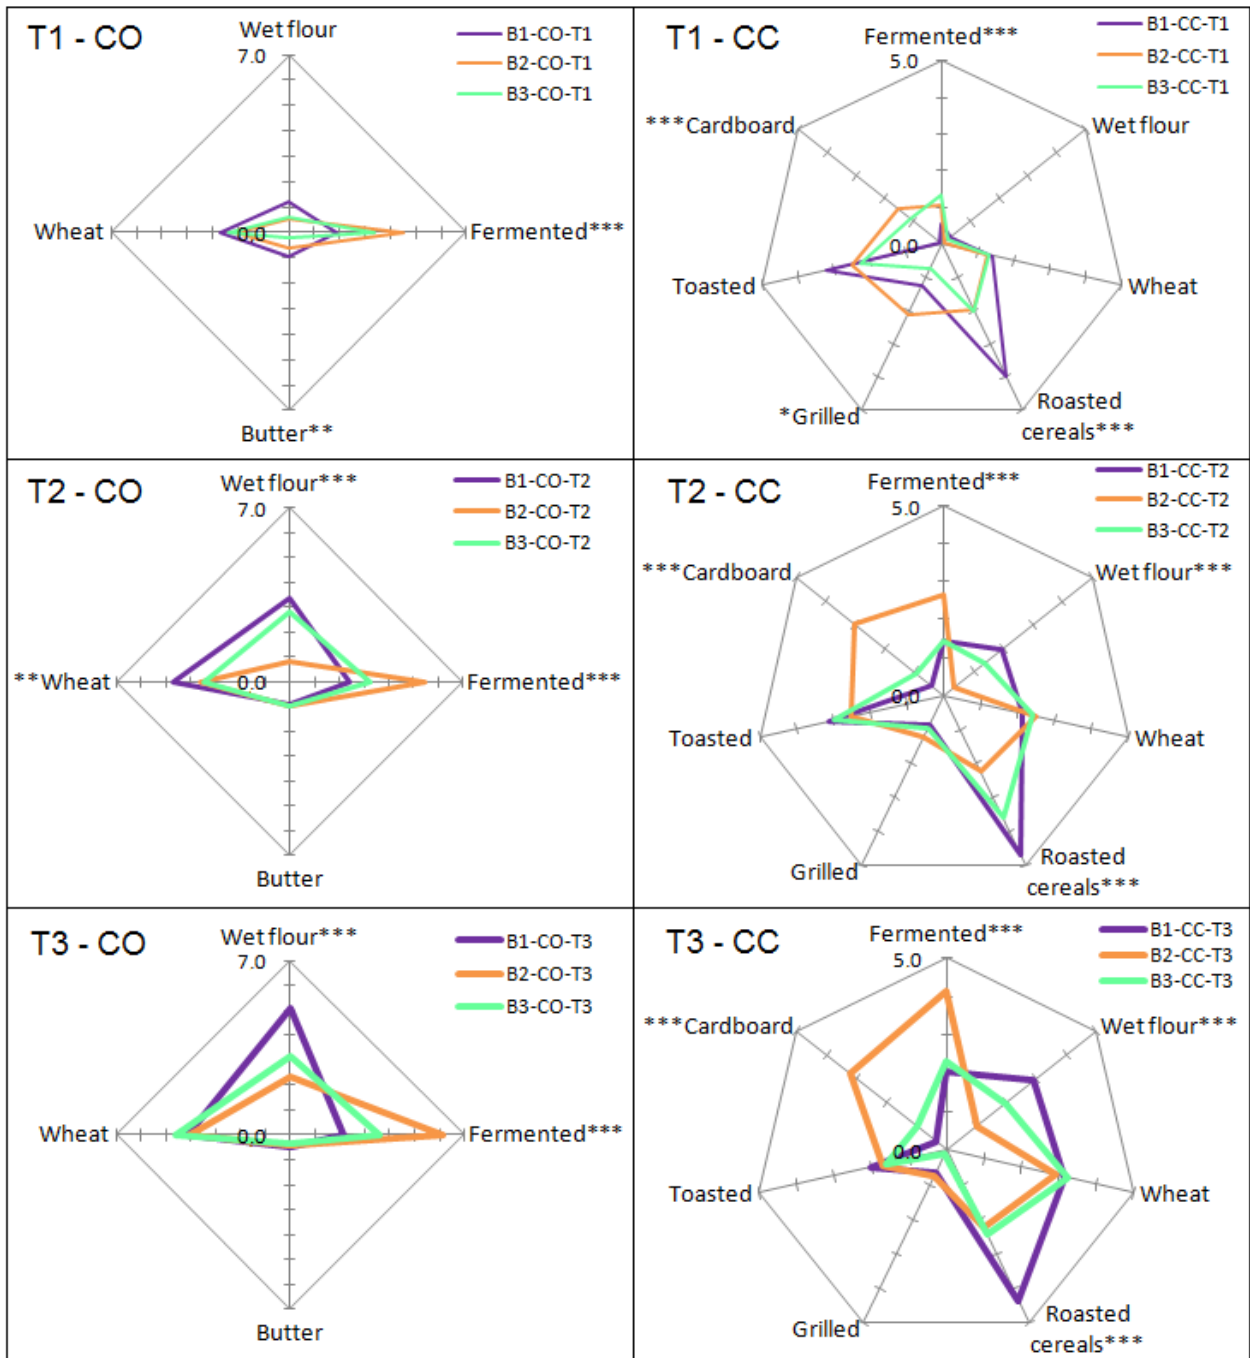 T1 - CO
Wet flour
7.0
B1-CO-T1
B2-CO-T1
B3-CO-T1
Wheat
0.0
Fermented***
Butter**
T1 - CC
Fermented***
5.0
B1-CC-T1
B2-CC-T1
B3-CC-T1
***Cardboard
Wet flour
0.0
Toasted
Wheat
*Grilled
Roasted
cereals***
T2 - CO
Wet flour***
7.0
B1-CO-T2
B2-CO-T2
B3-CO-T2
**Wheat
0.0
Fermented***
Butter
T2 - CC
Fermented***
5.0
B1-CC-T2
B2-CC-T2
B3-CC-T2
***Cardboard
Wet flour***
0.0
Toasted
Wheat
Grilled
Roasted
cereals***
T3 - CO
Wet flour***
7.0
B1-CO-T3
B2-CO-T3
B3-CO-T3
Wheat
0.0
Fermented***
Butter
T3 - CC
Fermented***
5.0
B1-CC-T3
B2-CC-T3
B3-CC-T3
***Cardboard
Wet flour***
0.0
Toasted
Wheat
Grilled
Roasted
cereals***